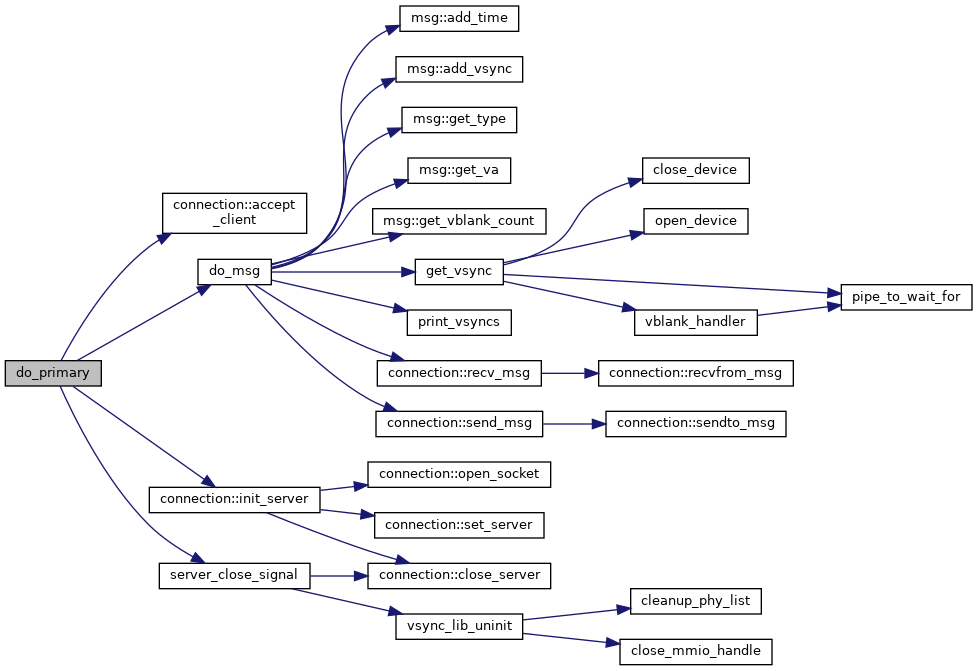 msg::add_time
msg::add_vsync
msg::get_type
msg::get_va
close_device
connection::accept
_client
msg::get_vblank_count
open_device
do_msg
get_vsync
pipe_to_wait_for
print_vsyncs
vblank_handler
do_primary
connection::recv_msg
connection::recvfrom_msg
connection::send_msg
connection::sendto_msg
connection::open_socket
connection::init_server
connection::set_server
server_close_signal
connection::close_server
cleanup_phy_list
vsync_lib_uninit
close_mmio_handle